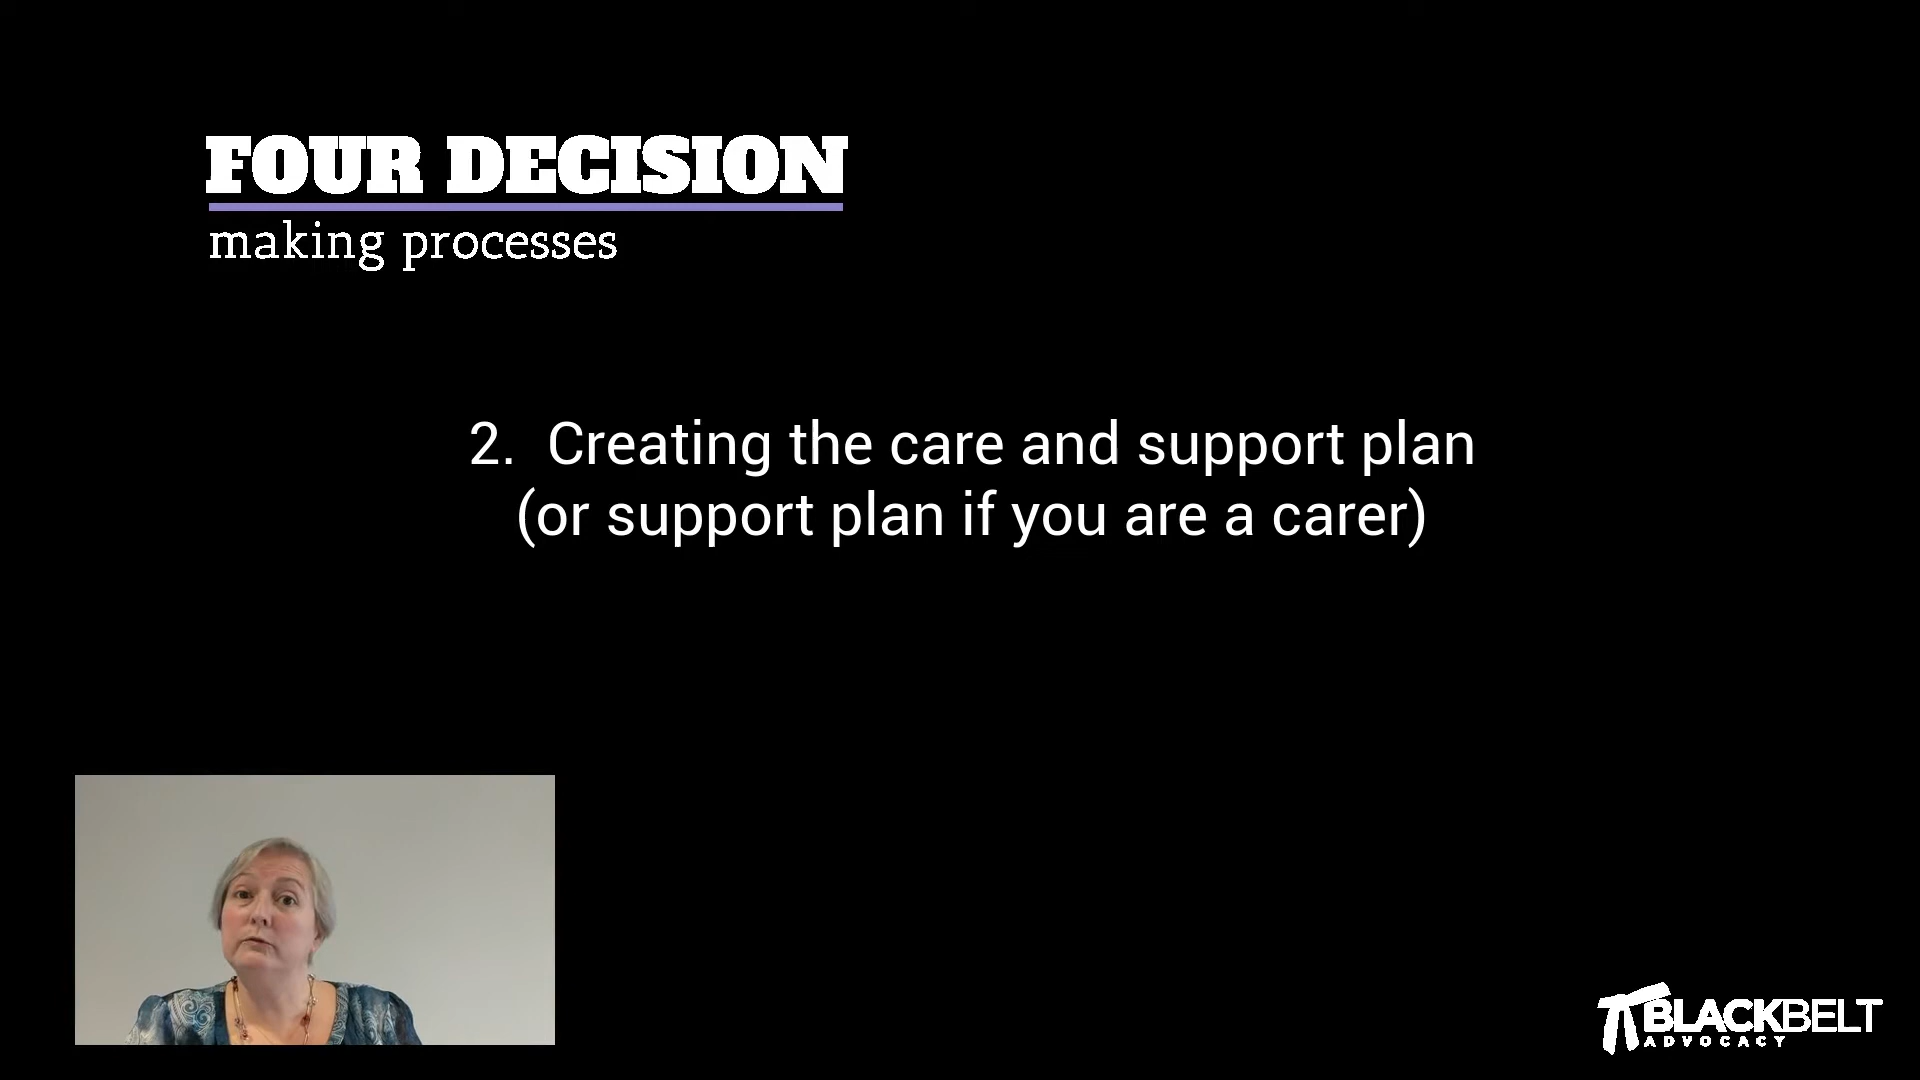 FOUR DECISION
making processes
2. Creating the care and support plan
(or support plan if you are a carer)
BLACKBELT
ADVOCACY